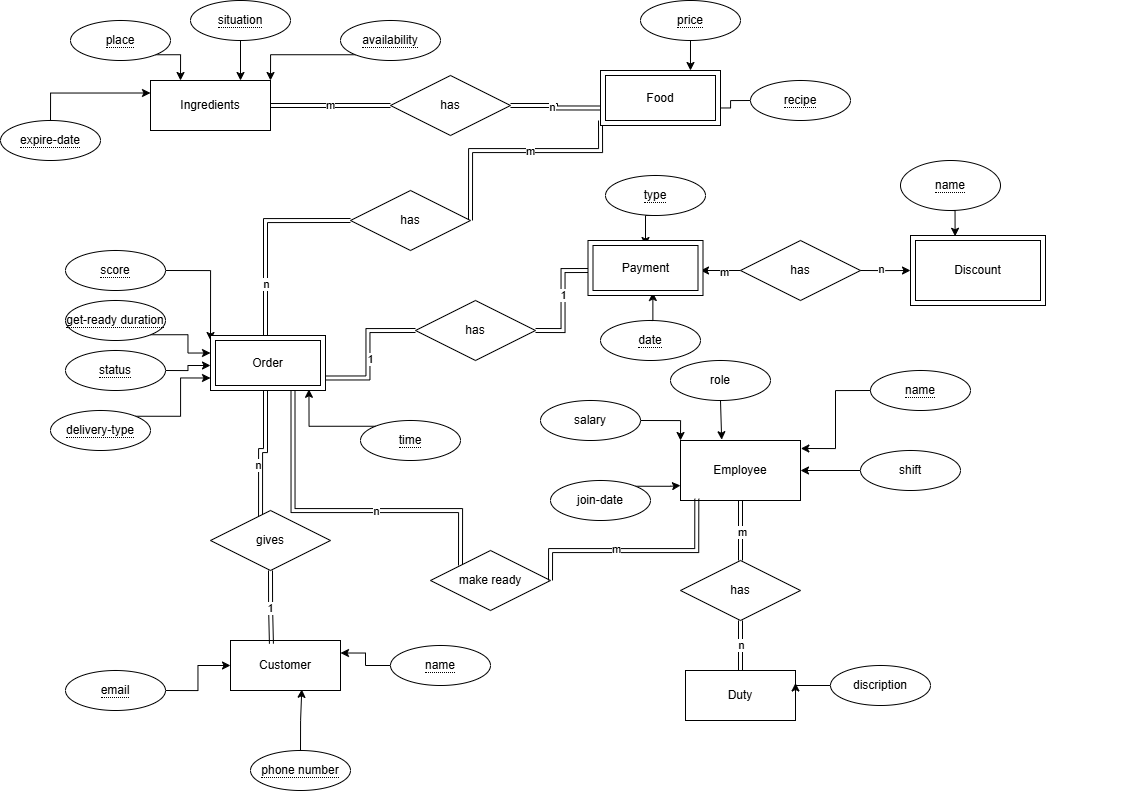 situation
price
place
availability
Ingredients
m
has
n
Food
recipe
expire-date
m
type
name
has
n
Payment
m
has
n
Discount
score
get-ready duration
has
1
1
date
Order
status
role
name
delivery-type
time
salary
n
Employee
shift
join-date
n
gives
m
m
make ready
has
1
n
Customer
name
email
Duty
discription
phone number